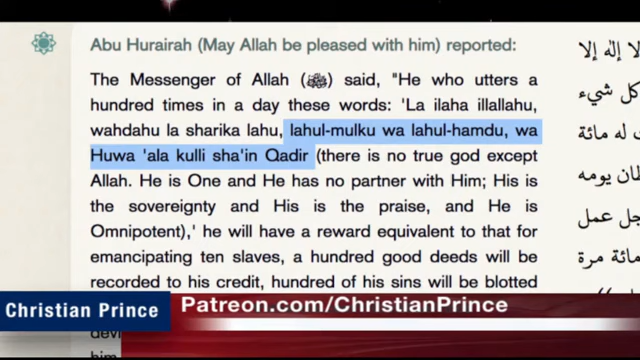 Abu Hurairah (May Allah be pleased with him) reported:
The Messenger of Allah (ﷺ) said, "He who utters a
hundred times in a day these words: 'La ilaha illallahu,
wahdahu la sharika lahu, lahul-mulku wa lahul-hamdu, wa
Huwa 'ala kulli sha'in Qadir (there is no true god except
Allah. He is One and He has no partner with Him; His is
the sovereignty and His is the praise, and He is
Omnipotent),' he will have a reward equivalent to that for
emancipating ten slaves, a hundred good deeds will be
recorded to his credit, hundred of his sins will be blotted
لا إله إلا
كل شيء
ت له مائة
طان يومه
جل عمل
مائة مرة
Christian Prince
Patreon.com/ChristianPrince